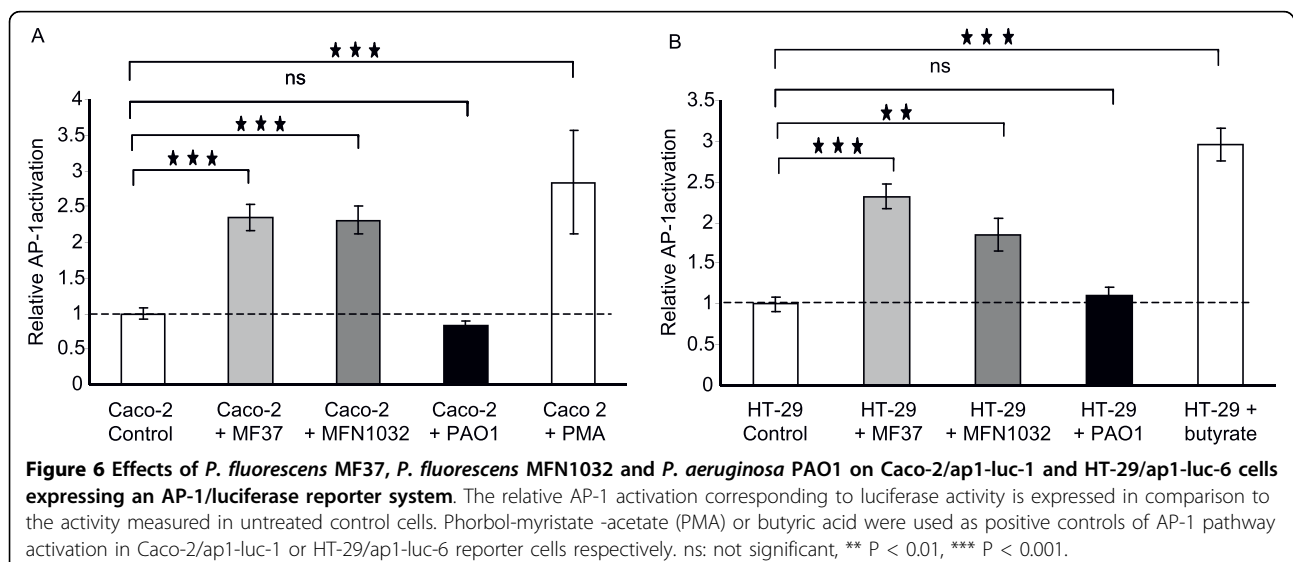 A
★★★
ns
★★★
★★★
4
3.5
3
2.5
2
1.5
1
0.5
0
Relative AP-1activation
Caco-2 Control
Caco-2 + MF37
Caco-2 + MFN1032
Caco-2 + PAO1
Caco 2 + PMA
B
★★★
ns
★★
★★★
3.5
3
2.5
2
1.5
1
0.5
0
Relative AP-1activation
HT-29 Control
HT-29 + MF37
HT-29 + MFN1032
HT-29 + PAO1
HT-29 + butyrate
Figure 6 Effects of P. fluorescens MF37, P. fluorescens MFN1032 and P. aeruginosa PAO1 on Caco-2/ap1-luc-1 and HT-29/ap1-luc-6 cells
expressing an AP-1/luciferase reporter system. The relative AP-1 activation corresponding to luciferase activity is expressed in comparison to
the activity measured in untreated control cells. Phorbol-myristate -acetate (PMA) or butyric acid were used as positive controls of AP-1 pathway
activation in Caco-2/ap1-luc-1 or HT-29/ap1-luc-6 reporter cells respectively. ns: not significant, ** P < 0.01, *** P < 0.001.